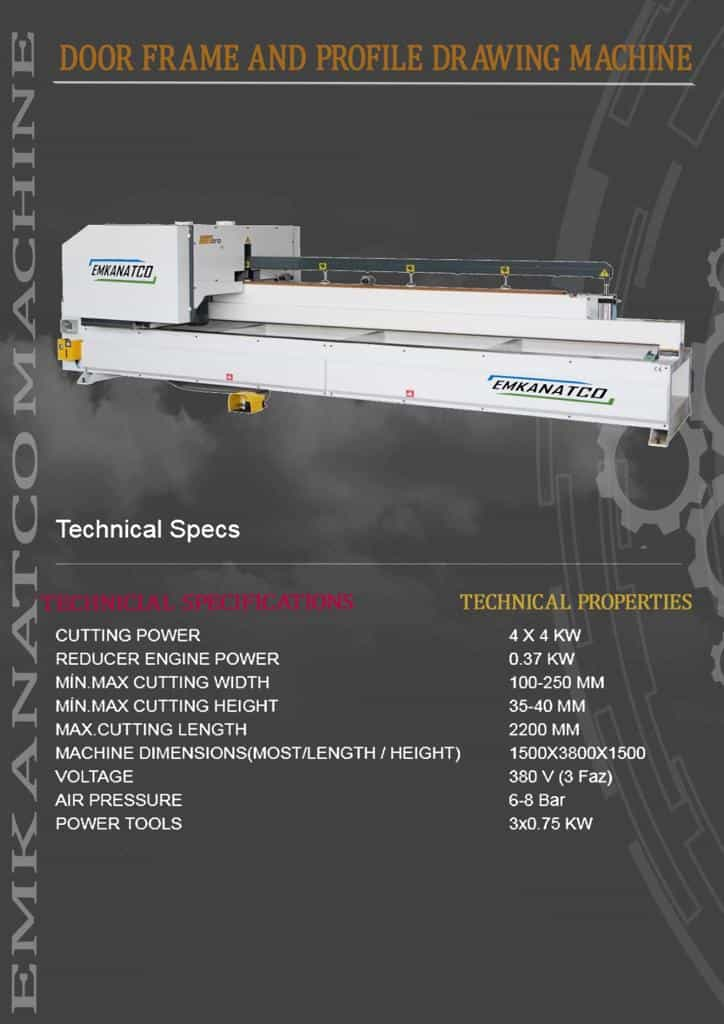 EMKANATCO MACHINE
DOOR FRAME AND PROFILE DRAWING MACHINE
EMKANATCO
EMKANATCO
Technical Specs
TECHNICIAL SPECIFICATIONS TECHNICAL PROPERTIES
CUTTING POWER 4 X 4 KW
REDUCER ENGINE POWER 0.37 KW
MİN.MAX CUTTING WIDTH 100-250 MM
MİN.MAX CUTTING HEIGHT 35-40 MM
MAX.CUTTING LENGTH 2200 MM
MACHINE DIMENSIONS(MOST/LENGTH / HEIGHT) 1500X3800X1500
VOLTAGE 380 V (3 Faz)
AIR PRESSURE 6-8 Bar
POWER TOOLS 3x0.75 KW